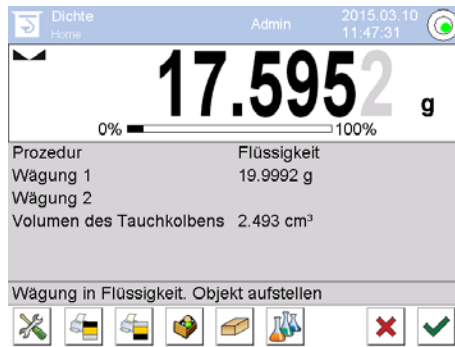 Dichte Admin 2015.03.10
Home 11:47:31
17.5952 g
0% 100%
Prozedur Flüssigkeit
Wägung 1 19.9992 g
Wägung 2
Volumen des Tauchkolbens 2.493 cm³
Wägung in Flüssigkeit. Objekt aufstellen